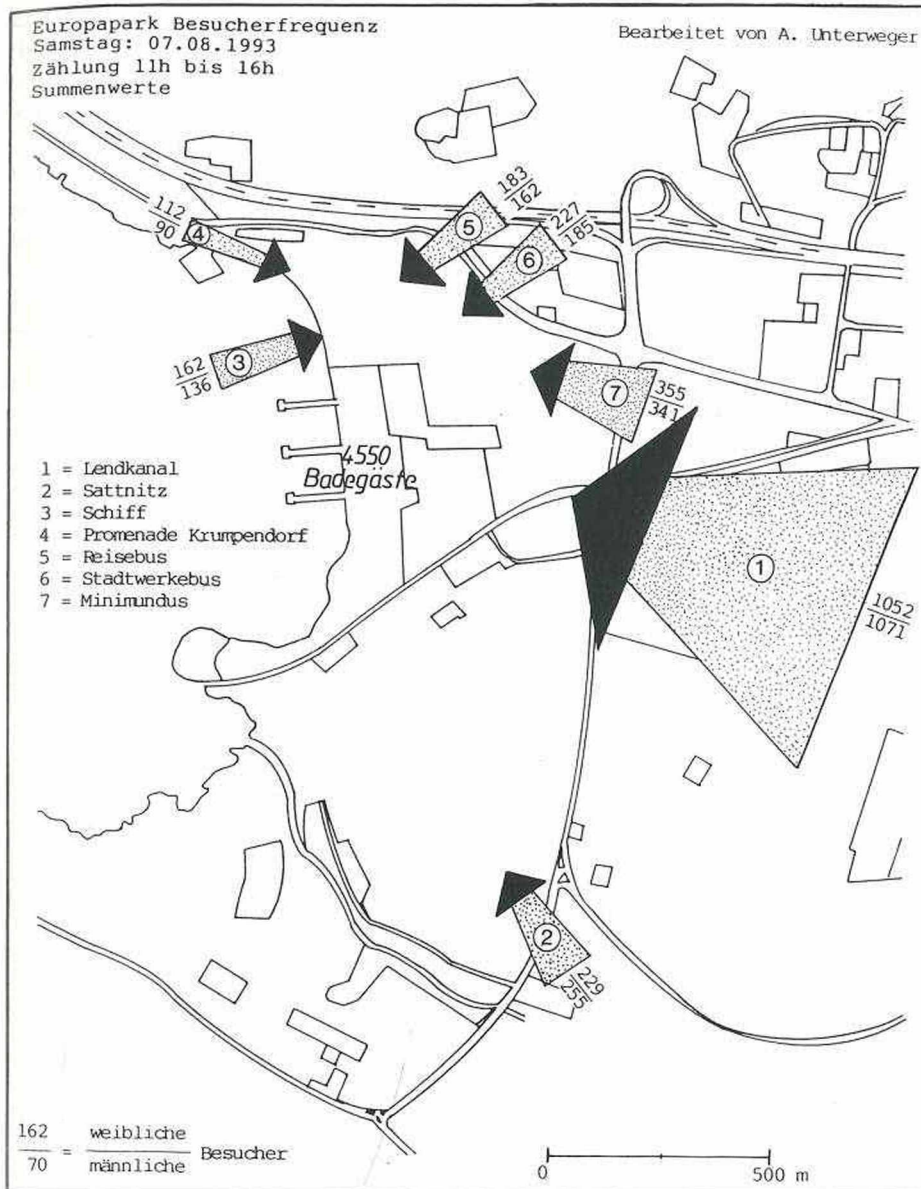 Europapark Besucherfrequenz
Samstag: 07.08.1993
Zählung 11h bis 16h
Summenwerte
Bearbeitet von A. Unterweger
183
162
227
185
112
90
4
5
6
3
162
136
7
355
341
4550
Badegäste
1 = Lendkanal
2 = Sattnitz
3 = Schiff
4 = Promenade Krumpendorf
5 = Reisebus
6 = Stadtwerkebus
7 = Minimundus
1
1052
1071
2
229
255
162 = weibliche Besucher
70 männliche
0 500 m